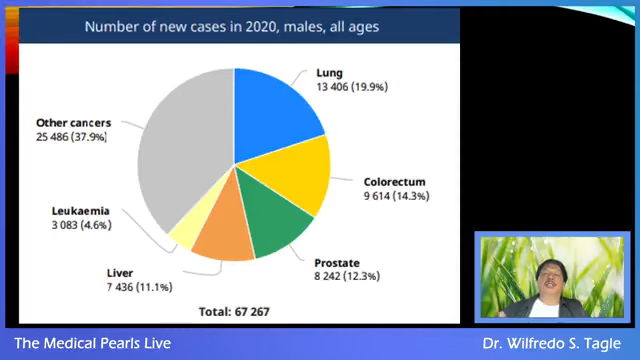 Number of new cases in 2020, males, all ages
Lung
13 406 (19.9%)
Other cancers
25 486 (37.9%)
Colorectum
9 614 (14.3%)
Leukaemia
3 083 (4.6%)
Prostate
8 242 (12.3%)
Liver
7 436 (11.1%)
Total: 67 267
The Medical Pearls Live
Dr. Wilfredo S. Tagle